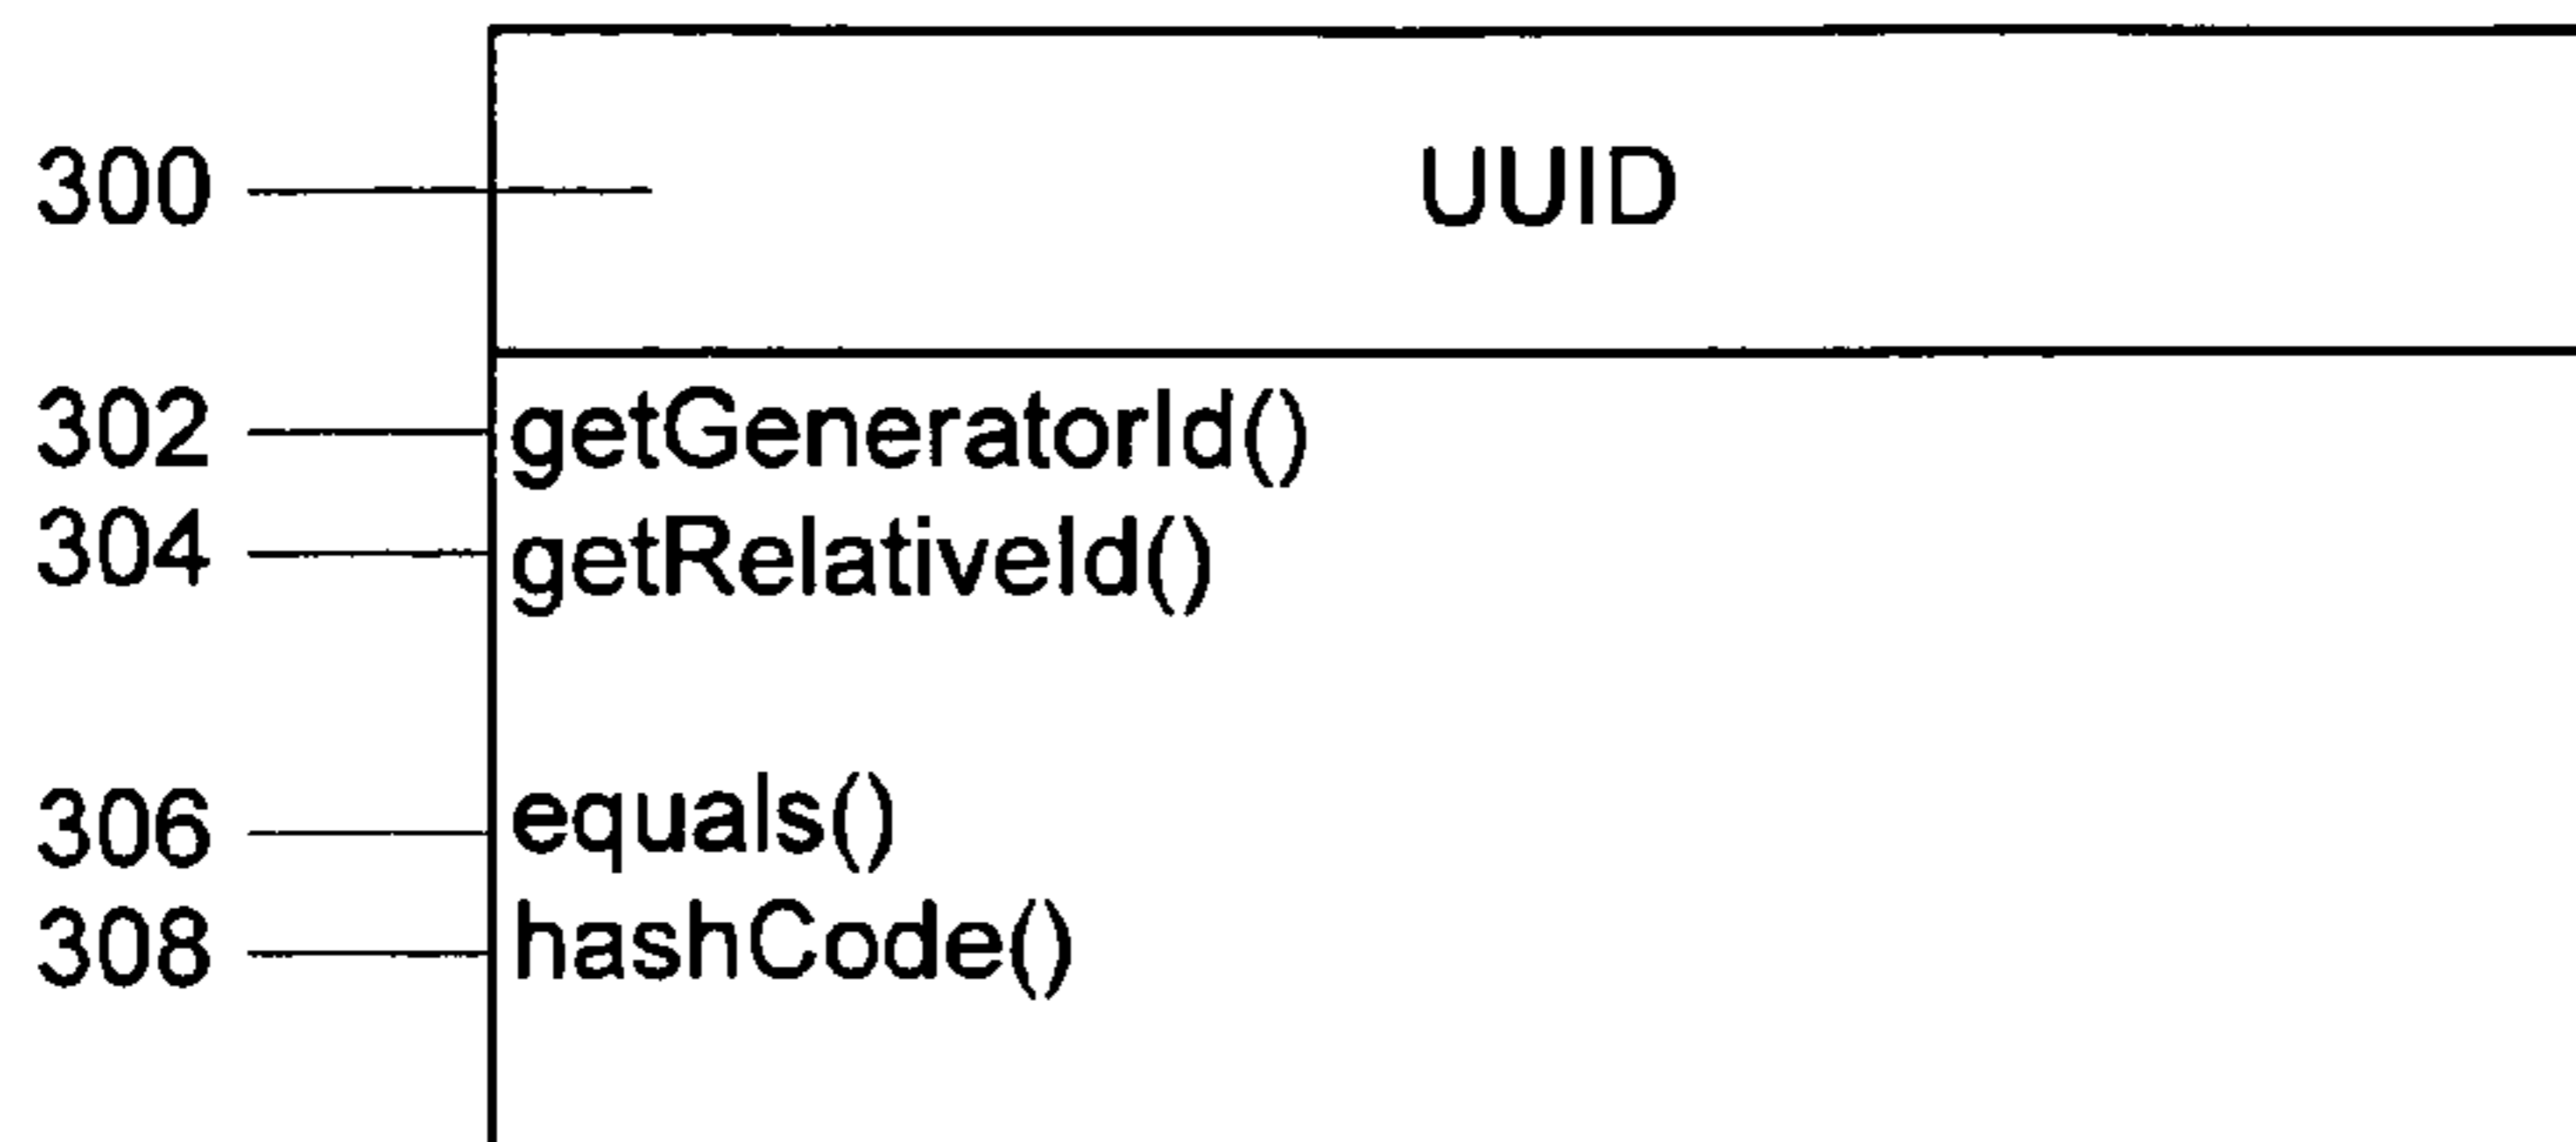 300 UUID
302 getGeneratorId()
304 getRelativeId()
306 equals()
308 hashCode()